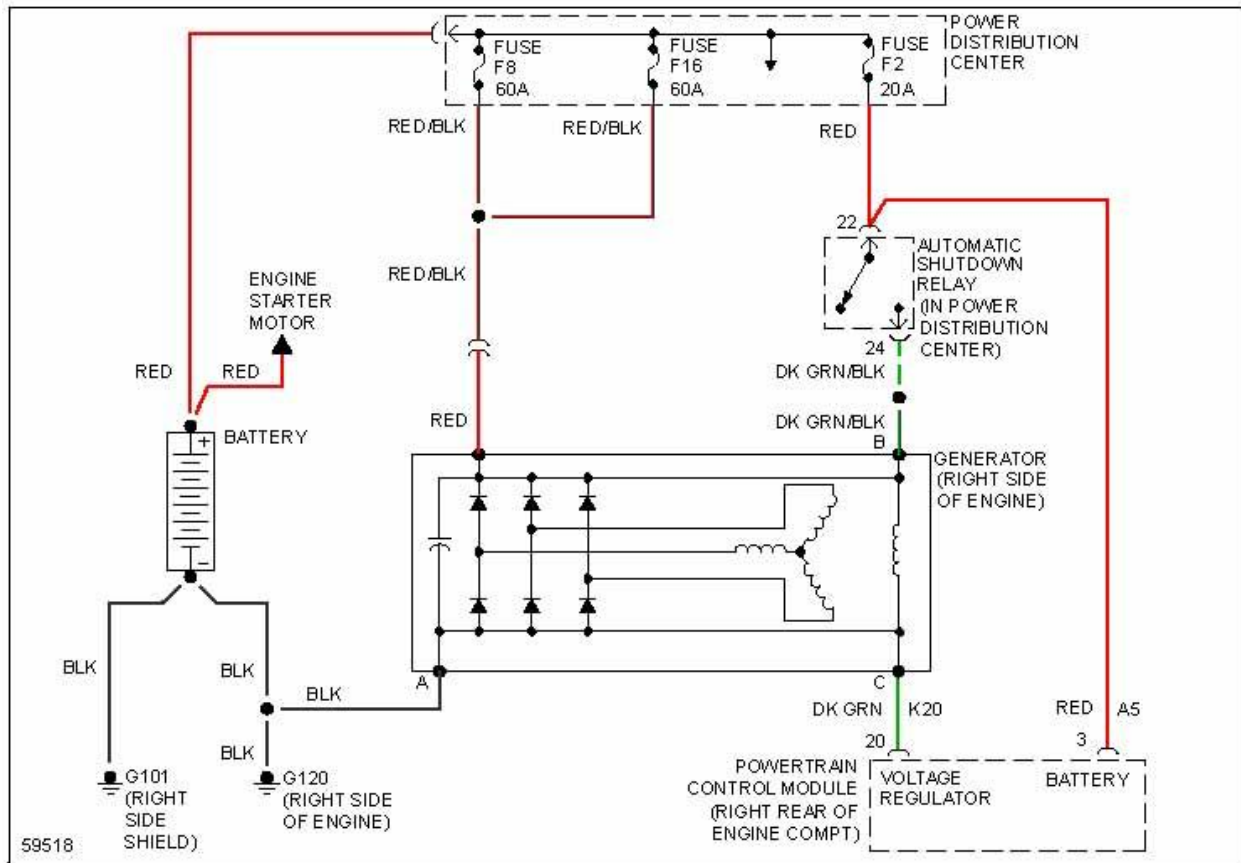 POWER
DISTRIBUTION
CENTER
FUSE
F8
60A
FUSE
F16
60A
FUSE
F2
20A
RED/BLK
RED/BLK
RED
22
AUTOMATIC
SHUTDOWN
RELAY
(IN POWER
DISTRIBUTION
CENTER)
24
RED/BLK
ENGINE
STARTER
MOTOR
RED
RED
DK GRN/BLK
DK GRN/BLK
RED
B
+
BATTERY
-
GENERATOR
(RIGHT SIDE
OF ENGINE)
BLK
BLK
BLK
A
C
BLK
DK GRN
K20
RED
A5
20
3
G101
(RIGHT
SIDE
SHIELD)
G120
(RIGHT SIDE
OF ENGINE)
POWERTRAIN
CONTROL MODULE
(RIGHT REAR OF
ENGINE COMPT)
VOLTAGE
REGULATOR
BATTERY
59518